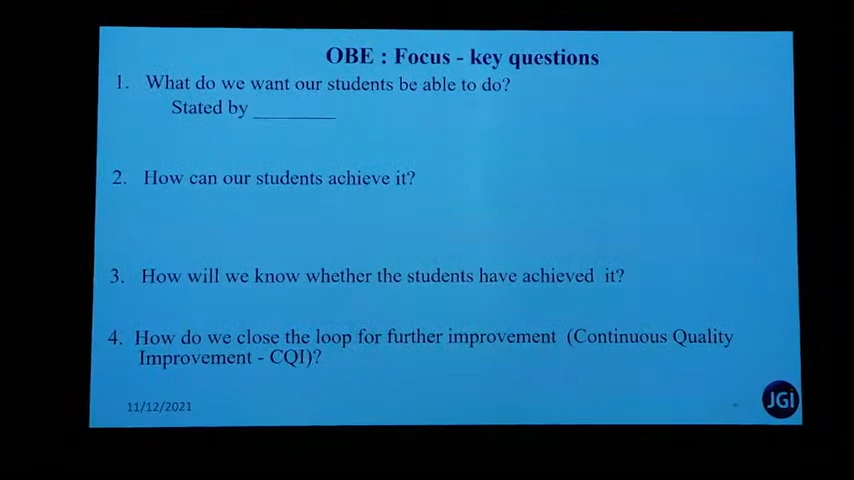 OBE : Focus - key questions
1. What do we want our students be able to do?
Stated by ________
2. How can our students achieve it?
3. How will we know whether the students have achieved it?
4. How do we close the loop for further improvement (Continuous Quality
Improvement - CQI)?
11/12/2021
JGi